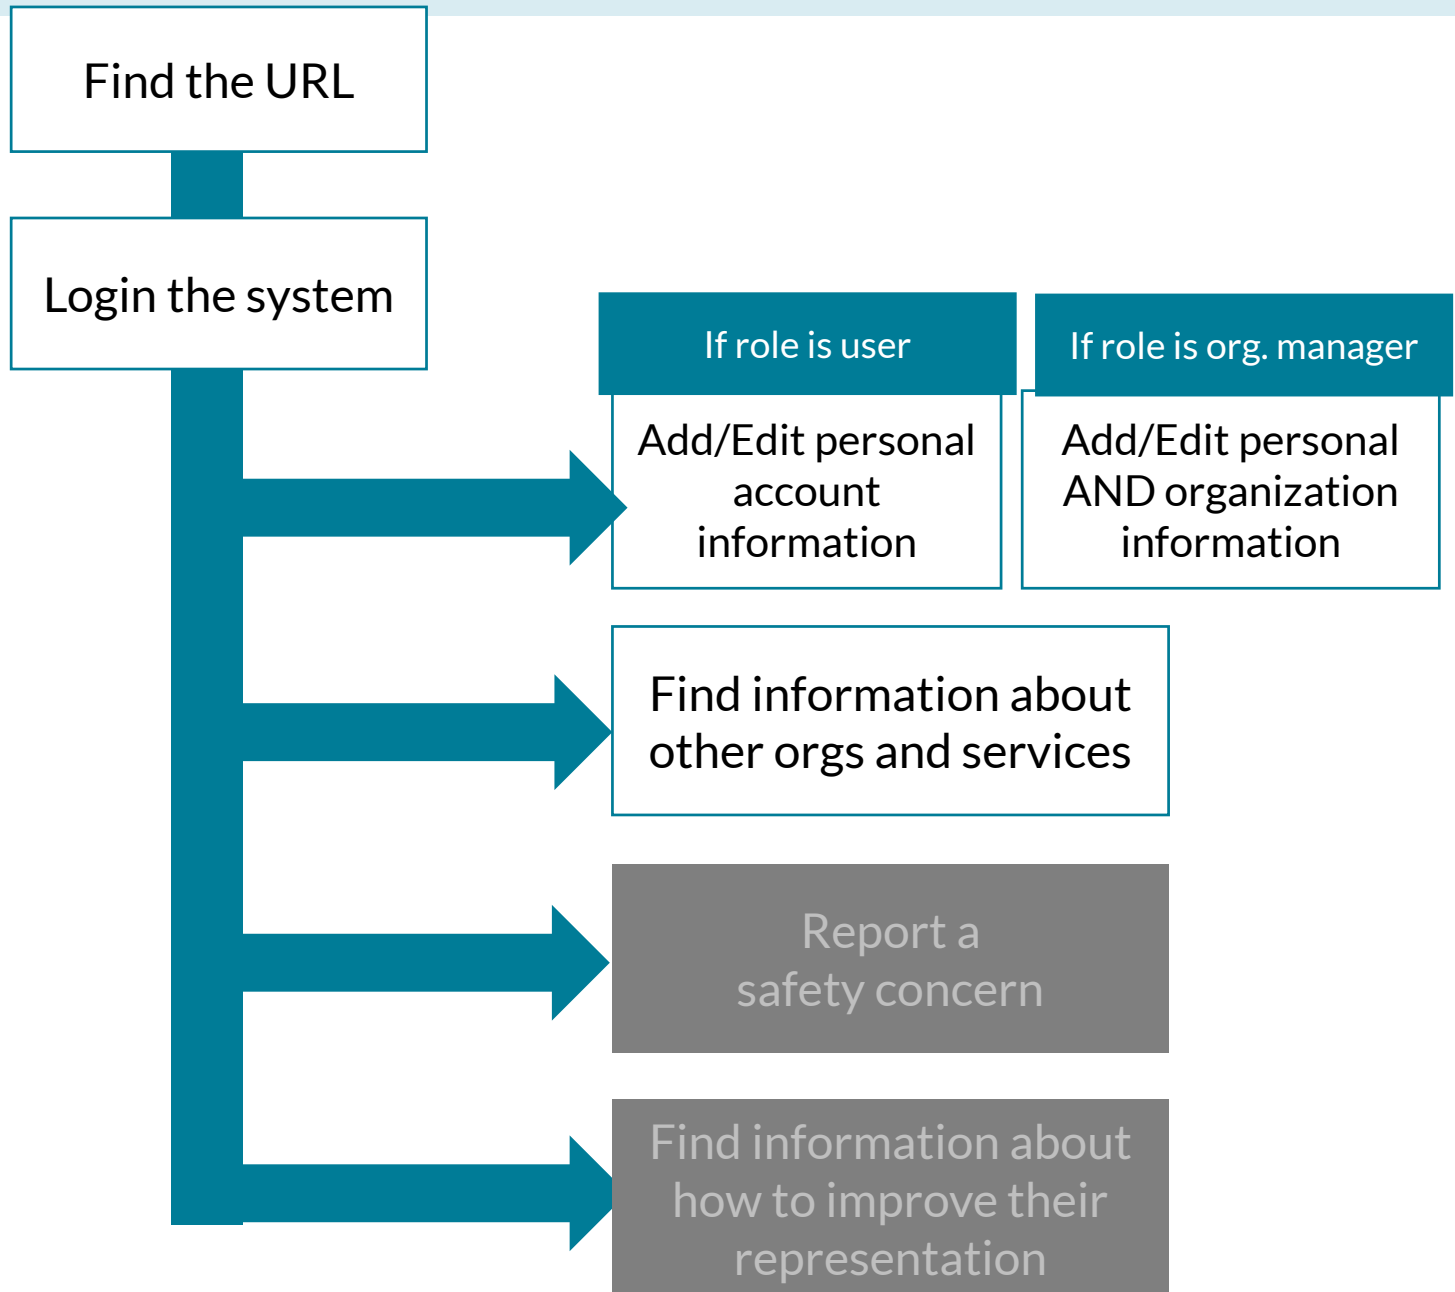 Find the URL
Login the system
If role is user
If role is org. manager
Add/Edit personal
account
information
Add/Edit personal
AND organization
information
Find information about
other orgs and services
Report a
safety concern
Find information about
how to improve their
representation